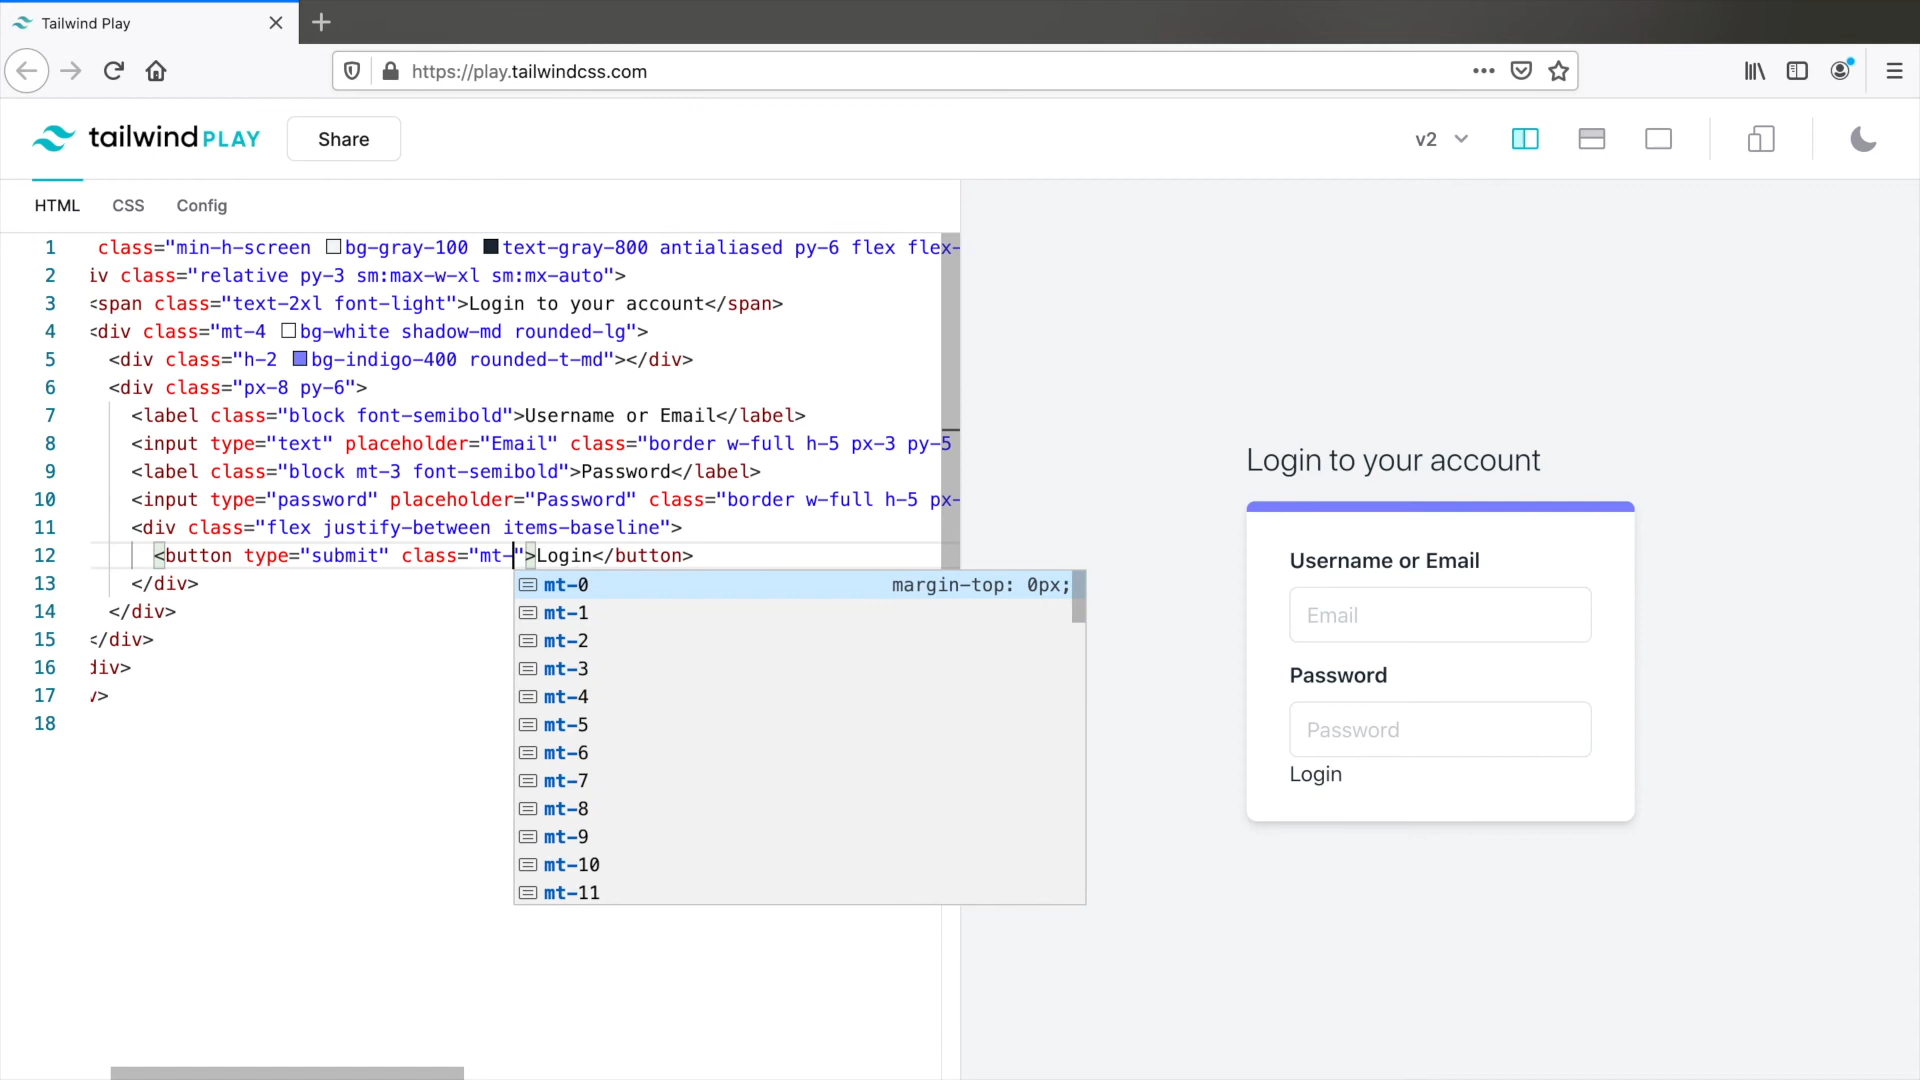 Tailwind Play
https://play.tailwindcss.com
tailwind PLAY
Share
v2
HTML CSS Config
1 class="min-h-screen bg-gray-100 text-gray-800 antialiased py-6 flex flex-
2 iv class="relative py-3 sm:max-w-xl sm:mx-auto">
3 <span class="text-2xl font-light">Login to your account</span>
4 <div class="mt-4 bg-white shadow-md rounded-lg">
5 <div class="h-2 bg-indigo-400 rounded-t-md"></div>
6 <div class="px-8 py-6">
7 <label class="block font-semibold">Username or Email</label>
8 <input type="text" placeholder="Email" class="border w-full h-5 px-3 py-5
9 <label class="block mt-3 font-semibold">Password</label>
10 <input type="password" placeholder="Password" class="border w-full h-5 px-
11 <div class="flex justify-between items-baseline">
12 <button type="submit" class="mt-">Login</button>
13 </div>
14 </div>
15 </div>
16 div>
17 v>
18
mt-0 margin-top: 0px;
mt-1
mt-2
mt-3
mt-4
mt-5
mt-6
mt-7
mt-8
mt-9
mt-10
mt-11
Login to your account
Username or Email
Email
Password
Password
Login